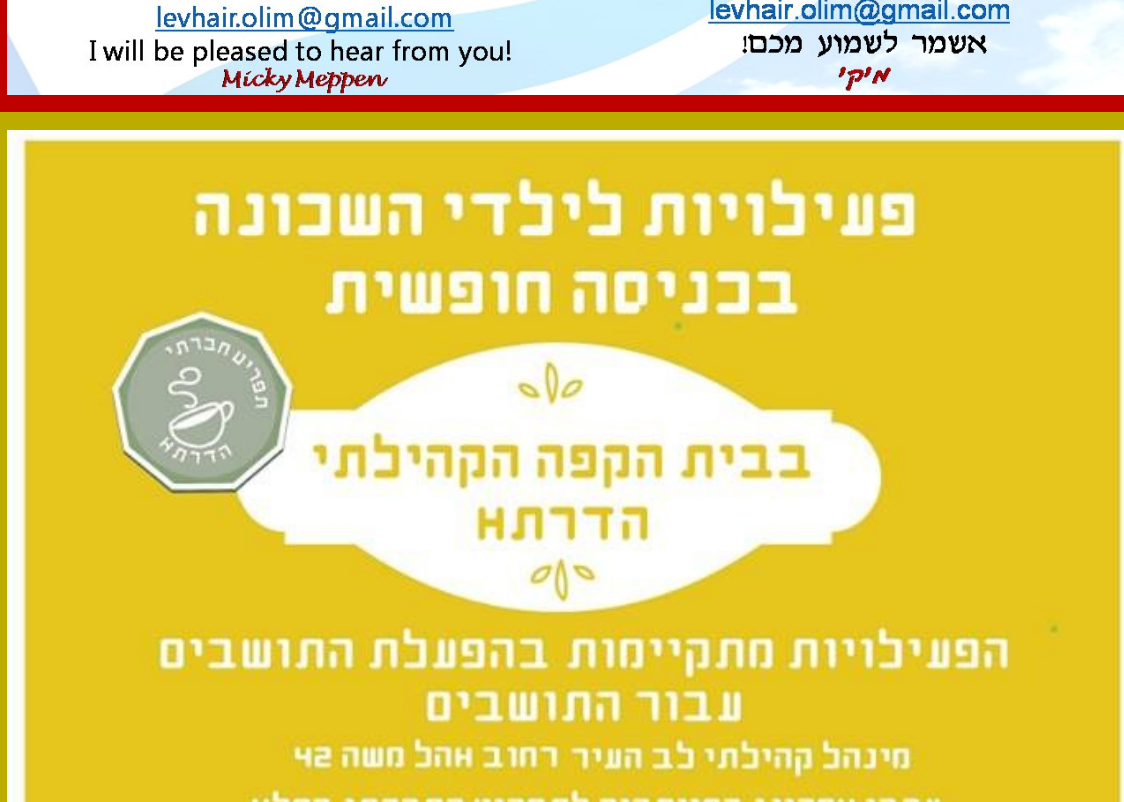 levhair.olim@gmail.com
I will be pleased to hear from you!
Micky Meppen
levhair.olim@gmail.com
אשמר לשמוע מכם!
מיקי
פעילויות לילדי השכונה
בכניסה חופשית
תפריט חברתי
הדרתא
בבית הקפה הקהילתי
הדרתא
הפעילויות מתקיימות בהפעלת התושבים
עבור התושבים
מינהל קהילתי לב העיר רחוב אהל משה 42